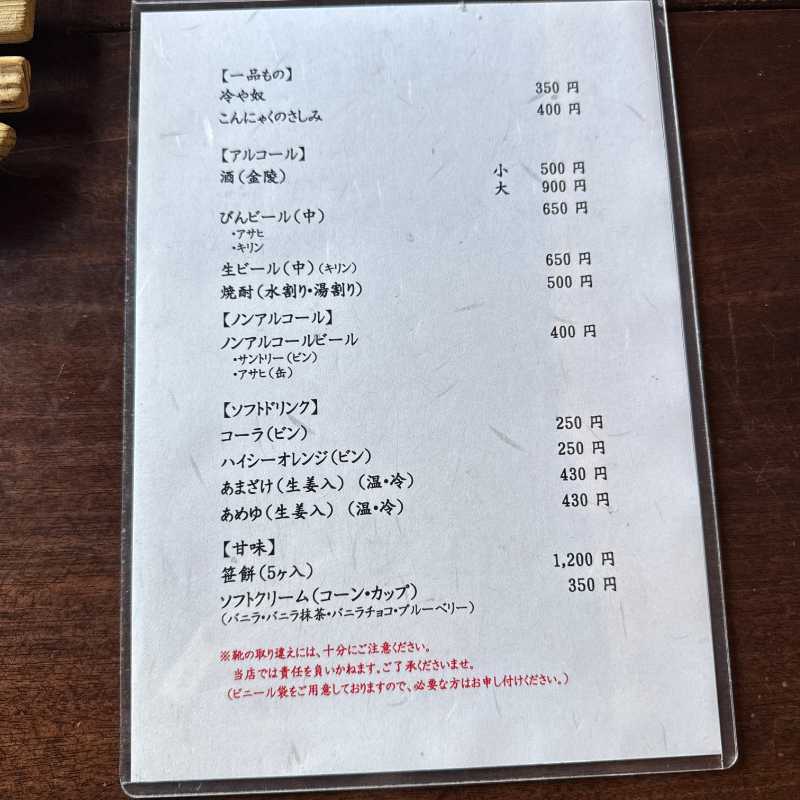 【一品もの】
冷や奴 350 円
こんにゃくのさしみ 400 円
【アルコール】
酒(金陵) 小 500 円
大 900 円
びんビール(中) 650 円
・アサヒ
・キリン
生ビール(中)(キリン) 650 円
焼酎(水割り・湯割り) 500 円
【ノンアルコール】
ノンアルコールビール 400 円
・サントリー(ビン)
・アサヒ(缶)
【ソフトドリンク】
コーラ(ビン) 250 円
ハイシーオレンジ(ビン) 250 円
あまざけ(生姜入) (温・冷) 430 円
あめゆ(生姜入) (温・冷) 430 円
【甘味】
笹餅(5ヶ入) 1,200 円
ソフトクリーム(コーン・カップ) 350 円
(バニラ・バニラ抹茶・バニラチョコ・ブルーベリー)
※靴の取り違えには、十分にご注意ください。
当店では責任を負いかねます。ご了承くださいませ。
(ビニール袋をご用意しておりますので、必要な方はお申し付けください。)